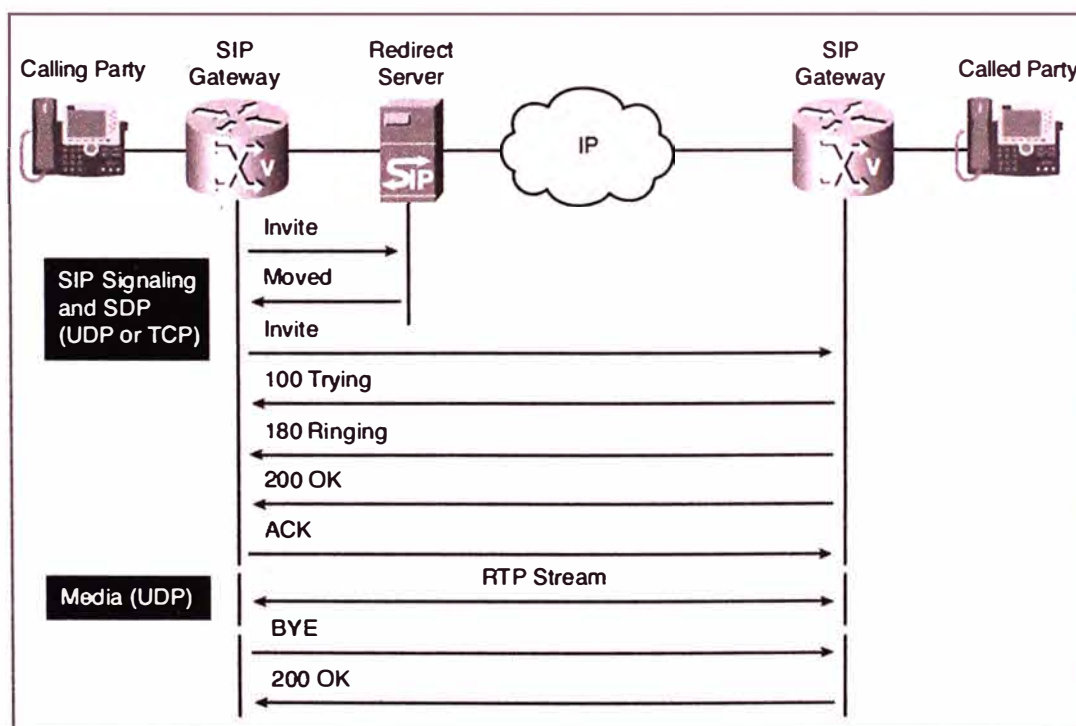 Calling Party
SIP
Gateway
Redirect
Server
SIP
Gateway
Called Party
V
SIP
IP
V
SIP Signaling
and SDP
(UDP or TCP)
Invite
Moved
Invite
100 Trying
180 Ringing
200 OK
ACK
Media (UDP)
RTP Stream
BYE
200 OK